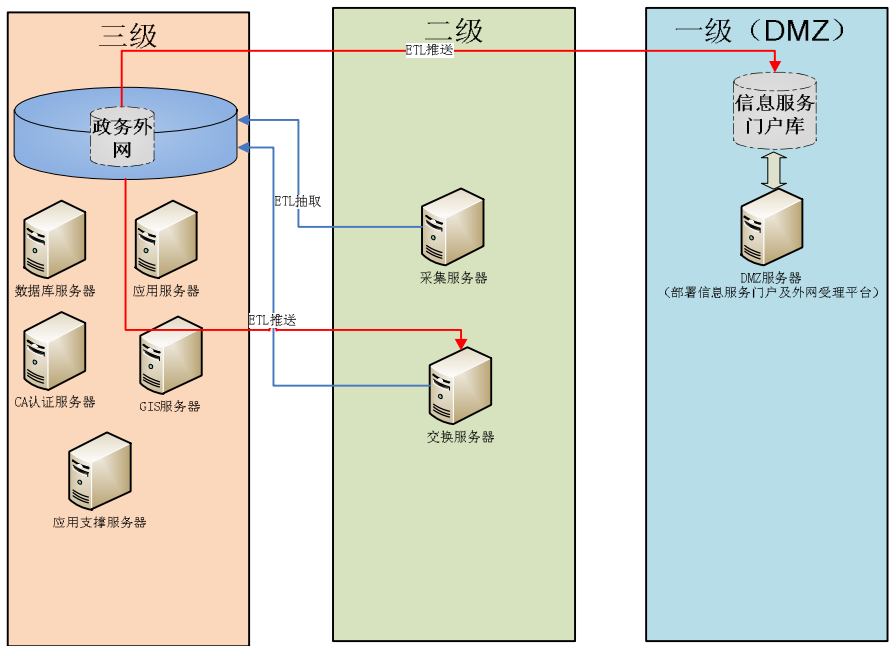 三级
二级
一级（DMZ）
ETL推送
政务外
网
信息服务
门户库
ETL抽取
数据库服务器
应用服务器
采集服务器
DMZ服务器
（部署信息服务门户及外网受理平台）
ETL推送
CA认证服务器
GIS服务器
交换服务器
应用支撑服务器